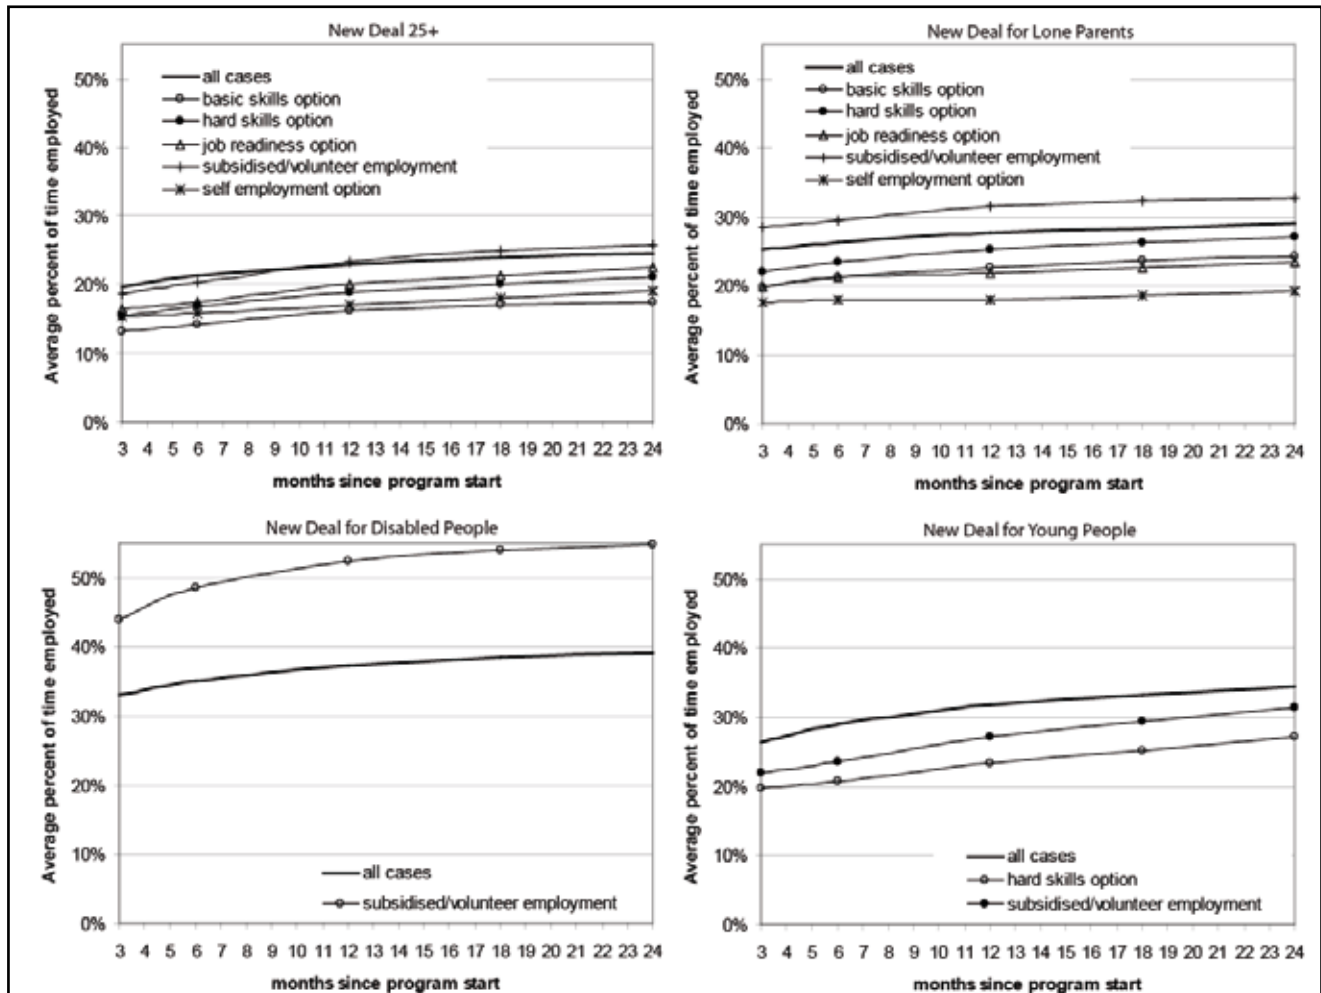 New Deal 25+
Average percent of time employed
50%
40%
30%
20%
10%
0%
all cases
basic skills option
hard skills option
job readiness option
subsidised/volunteer employment
self employment option
3 4 5 6 7 8 9 10 11 12 13 14 15 16 17 18 19 20 21 22 23 24
months since program start
New Deal for Lone Parents
Average percent of time employed
50%
40%
30%
20%
10%
0%
all cases
basic skills option
hard skills option
job readiness option
subsidised/volunteer employment
self employment option
3 4 5 6 7 8 9 10 11 12 13 14 15 16 17 18 19 20 21 22 23 24
months since program start
New Deal for Disabled People
Average percent of time employed
50%
40%
30%
20%
10%
0%
all cases
subsidised/volunteer employment
3 4 5 6 7 8 9 10 11 12 13 14 15 16 17 18 19 20 21 22 23 24
months since program start
New Deal for Young People
Average percent of time employed
50%
40%
30%
20%
10%
0%
all cases
hard skills option
subsidised/volunteer employment
3 4 5 6 7 8 9 10 11 12 13 14 15 16 17 18 19 20 21 22 23 24
months since program start